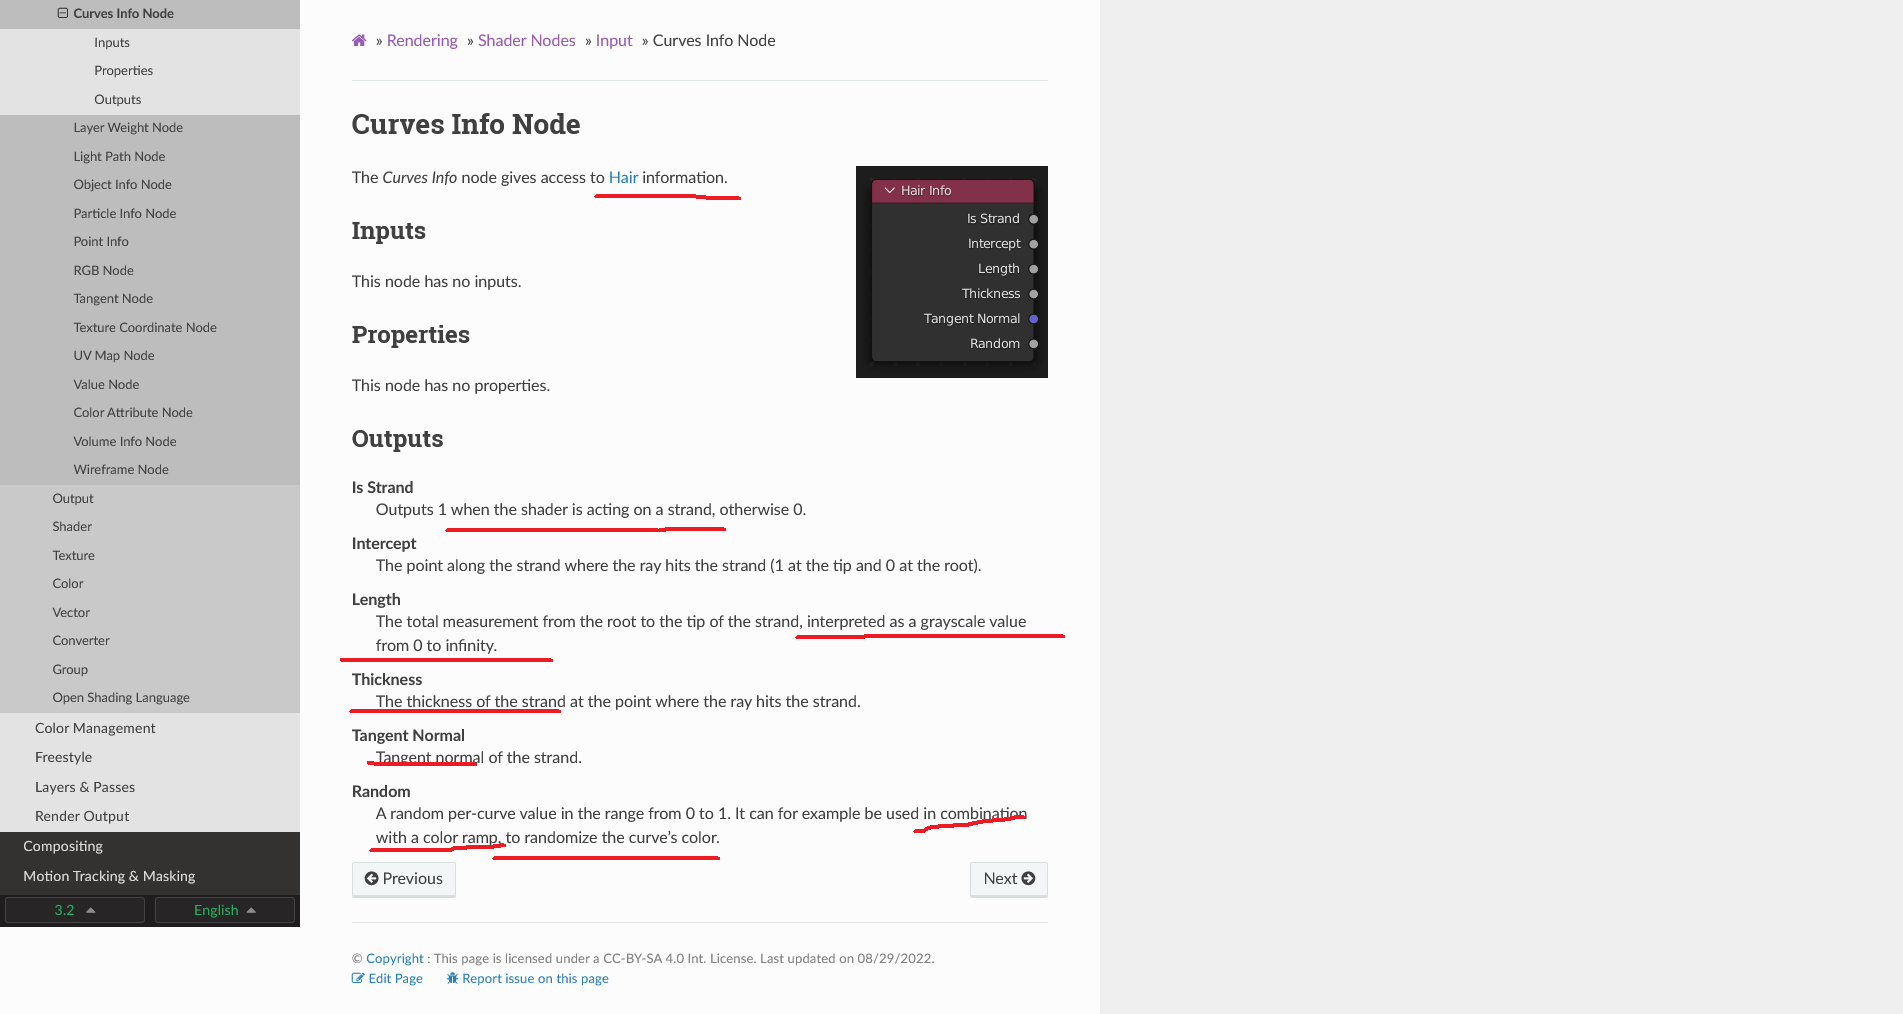 Curves Info Node
Inputs
Properties
Outputs
Layer Weight Node
Light Path Node
Object Info Node
Particle Info Node
Point Info
RGB Node
Tangent Node
Texture Coordinate Node
UV Map Node
Value Node
Color Attribute Node
Volume Info Node
Wireframe Node
Output
Shader
Texture
Color
Vector
Converter
Group
Open Shading Language
Color Management
Freestyle
Layers & Passes
Render Output
Compositing
Motion Tracking & Masking
3.2 English
» Rendering » Shader Nodes » Input » Curves Info Node
Curves Info Node
The Curves Info node gives access to Hair information.
Hair Info
Is Strand
Intercept
Length
Thickness
Tangent Normal
Random
Inputs
This node has no inputs.
Properties
This node has no properties.
Outputs
Is Strand
Outputs 1 when the shader is acting on a strand, otherwise 0.
Intercept
The point along the strand where the ray hits the strand (1 at the tip and 0 at the root).
Length
The total measurement from the root to the tip of the strand, interpreted as a grayscale value
from 0 to infinity.
Thickness
The thickness of the strand at the point where the ray hits the strand.
Tangent Normal
Tangent normal of the strand.
Random
A random per-curve value in the range from 0 to 1. It can for example be used in combination
with a color ramp, to randomize the curve's color.
Previous Next
© Copyright : This page is licensed under a CC-BY-SA 4.0 Int. License. Last updated on 08/29/2022.
Edit Page Report issue on this page